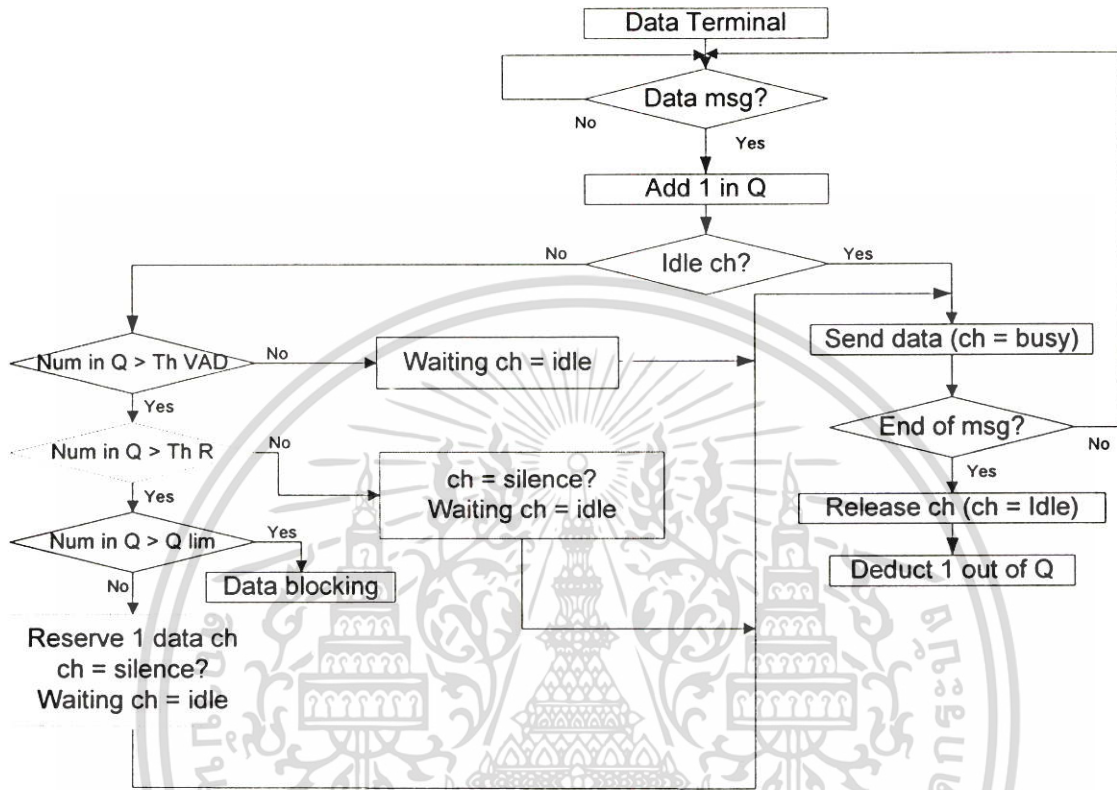 Data Terminal
Data msg?
No
Yes
Add 1 in Q
No
Idle ch?
Yes
Num in Q > Th VAD
No
Waiting ch = idle
Send data (ch = busy)
Yes
Num in Q > Th R
No
ch = silence?
Waiting ch = idle
End of msg?
No
Yes
Yes
Num in Q > Q lim
Yes
Release ch (ch = Idle)
No
Data blocking
Deduct 1 out of Q
Reserve 1 data ch
ch = silence?
Waiting ch = idle